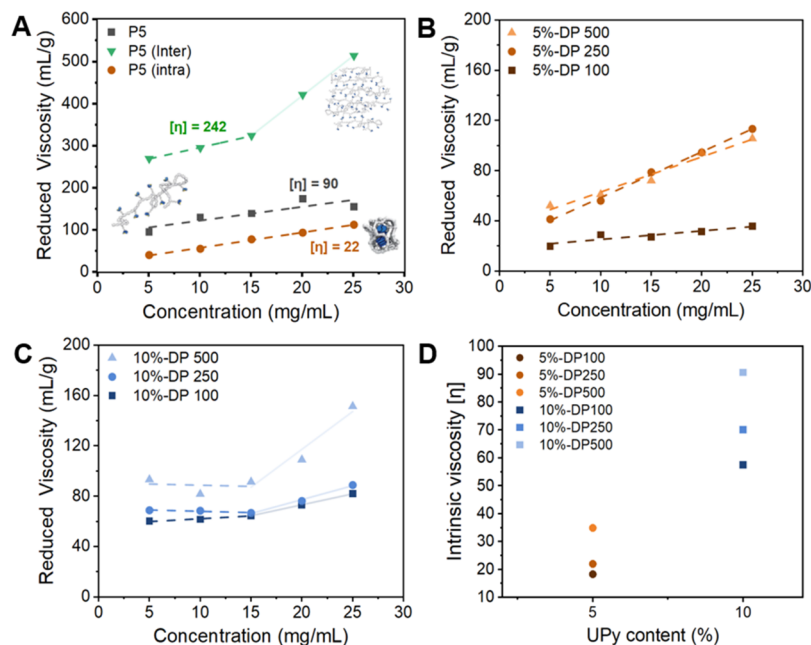 A
P5
P5 (Inter)
P5 (intra)
[η] = 242
[η] = 90
[η] = 22
600
500
400
300
200
100
0
0 5 10 15 20 25 30
Reduced Viscosity (mL/g)
Concentration (mg/mL)
B
5%-DP 500
5%-DP 250
5%-DP 100
200
160
120
80
40
0
0 5 10 15 20 25 30
Reduced Viscosity (mL/g)
Concentration (mg/mL)
C
10%-DP 500
10%-DP 250
10%-DP 100
200
160
120
80
40
0
0 5 10 15 20 25 30
Reduced Viscosity (mL/g)
Concentration (mg/mL)
D
5%-DP100
5%-DP250
5%-DP500
10%-DP100
10%-DP250
10%-DP500
100
90
80
70
60
50
40
30
20
10
5 10
Intrinsic viscosity [η]
UPy content (%)